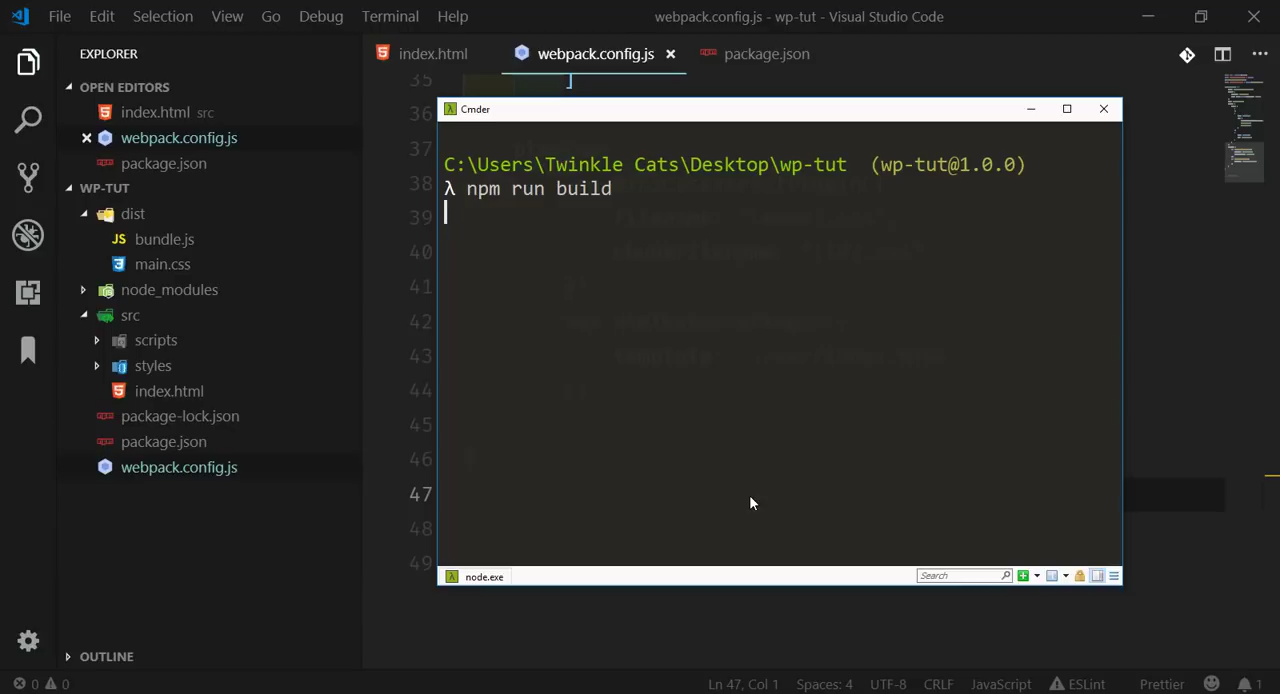 File Edit Selection View Go Debug Terminal Help
webpack.config.js - wp-tut - Visual Studio Code
EXPLORER
OPEN EDITORS
index.html src
webpack.config.js
package.json
WP-TUT
dist
JS bundle.js
main.css
node_modules
src
scripts
styles
index.html
package-lock.json
package.json
webpack.config.js
OUTLINE
index.html
webpack.config.js
package.json
35
36
37
38
39
40
41
42
43
44
45
46
47
48
49
]
λ Cmder
C:\Users\Twinkle Cats\Desktop\wp-tut (wp-tut@1.0.0)
λ npm run build
λ node.exe
Search
0 0
Ln 47, Col 1
Spaces: 4
UTF-8
CRLF
JavaScript
ESLint
Prettier
1